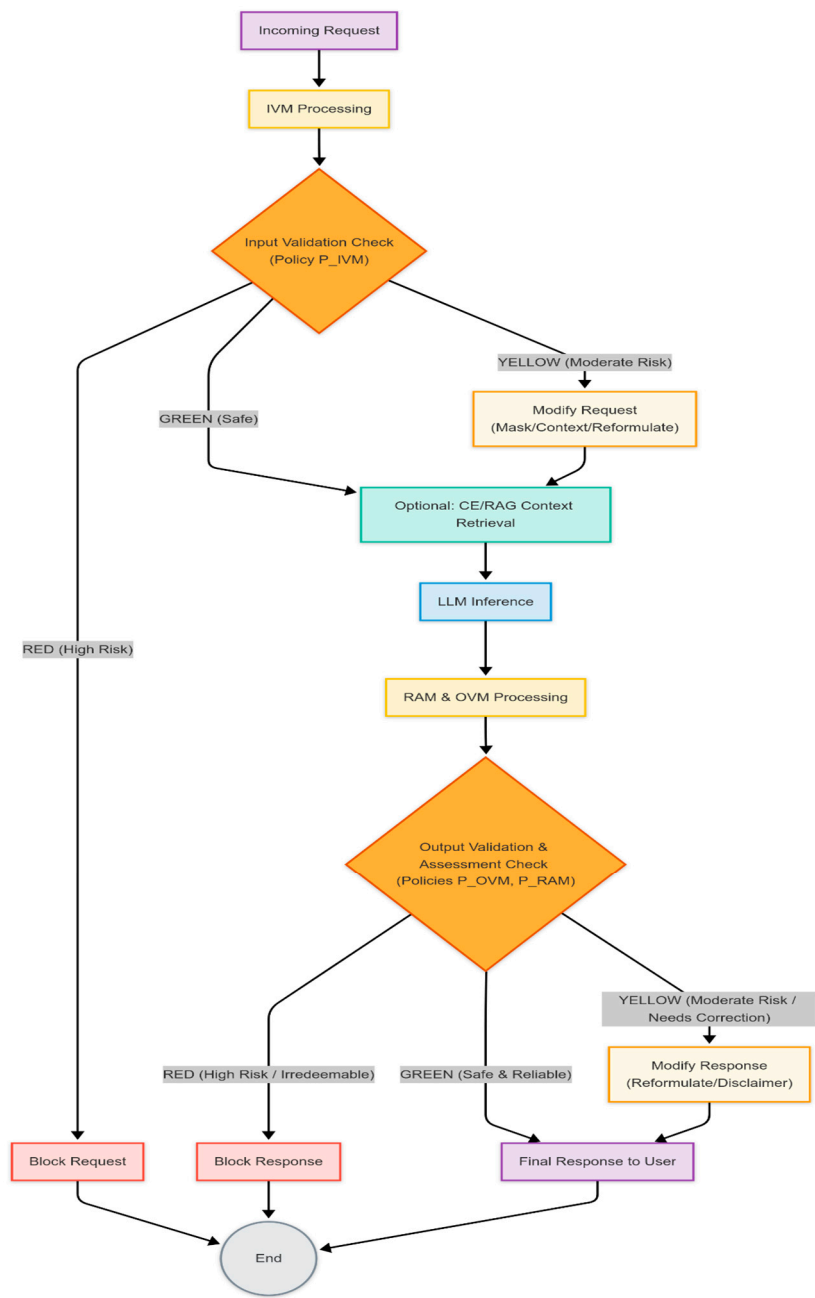 Incoming Request
IVM Processing
Input Validation Check
(Policy P_IVM)
YELLOW (Moderate Risk)
GREEN (Safe)
Modify Request
(Mask/Context/Reformulate)
Optional: CE/RAG Context
Retrieval
LLM Inference
RED (High Risk)
RAM & OVM Processing
Output Validation &
Assessment Check
(Policies P_OVM, P_RAM)
YELLOW (Moderate Risk /
Needs Correction)
RED (High Risk / Irredeemable)
GREEN (Safe & Reliable)
Modify Response
(Reformulate/Disclaimer)
Block Request
Block Response
Final Response to User
End